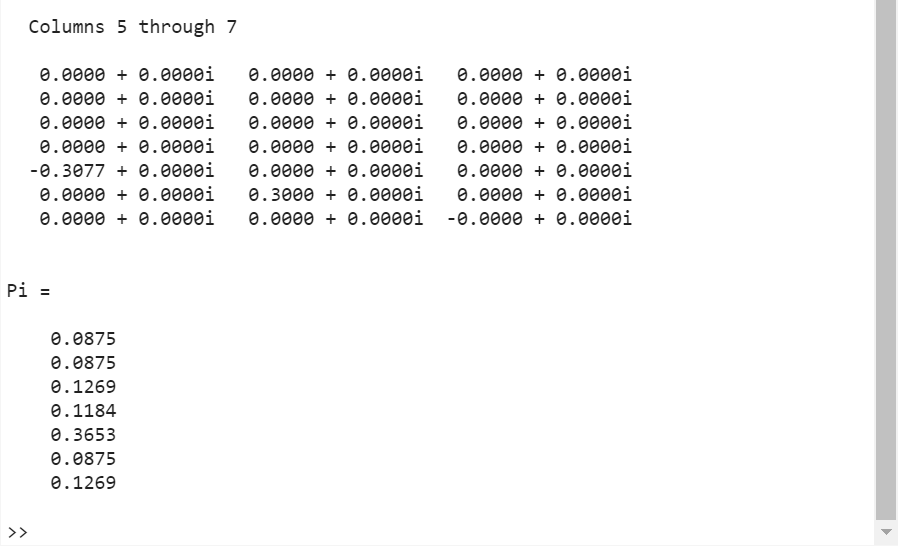 Columns 5 through 7
0.0000 + 0.0000i   0.0000 + 0.0000i   0.0000 + 0.0000i
0.0000 + 0.0000i   0.0000 + 0.0000i   0.0000 + 0.0000i
0.0000 + 0.0000i   0.0000 + 0.0000i   0.0000 + 0.0000i
0.0000 + 0.0000i   0.0000 + 0.0000i   0.0000 + 0.0000i
-0.3077 + 0.0000i   0.0000 + 0.0000i   0.0000 + 0.0000i
0.0000 + 0.0000i   0.3000 + 0.0000i   0.0000 + 0.0000i
0.0000 + 0.0000i   0.0000 + 0.0000i  -0.0000 + 0.0000i
Pi =
0.0875
0.0875
0.1269
0.1184
0.3653
0.0875
0.1269
>>